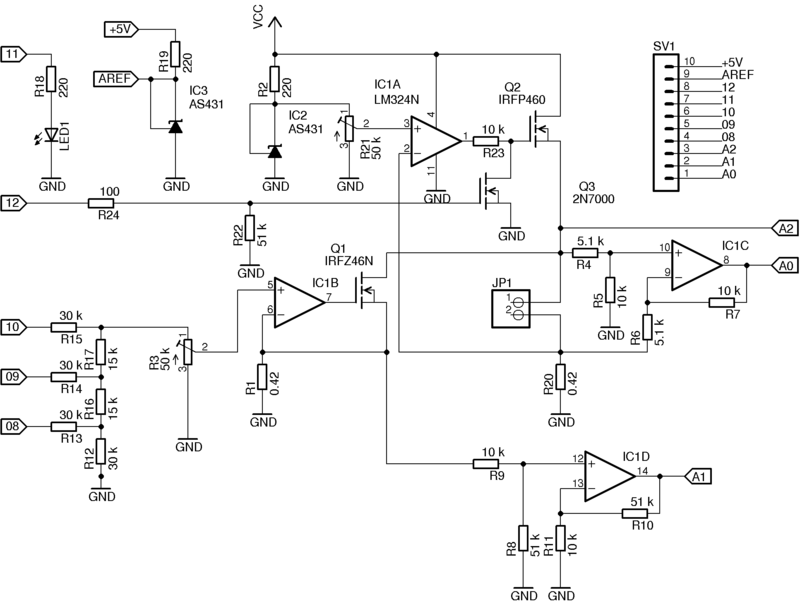 VCC
+5V
11
R18
220
LED1
GND
AREF
R19
220
IC3
AS431
GND
R2
220
IC2
AS431
GND
1
2
3
R21
50 k
GND
IC1A
LM324N
3
2
4
11
1
GND
10 k
R23
Q2
IRFP460
Q3
2N7000
GND
SV1
10
+5V
9
AREF
8
12
7
11
6
10
5
09
4
08
3
A2
2
A1
1
A0
12
100
R24
R22
51 k
GND
Q1
IRFZ46N
IC1B
5
6
7
A2
5.1 k
R4
R5
10 k
GND
IC1C
10
9
8
A0
10 k
R7
R6
5.1 k
JP1
1
2
10
30 k
R15
R17
15 k
09
30 k
R14
R16
15 k
08
30 k
R13
R12
30 k
GND
1
2
3
R3
50 k
GND
R1
0.42
GND
R20
0.42
GND
10 k
R9
IC1D
12
13
14
A1
51 k
R10
R8
51 k
GND
R11
10 k
GND